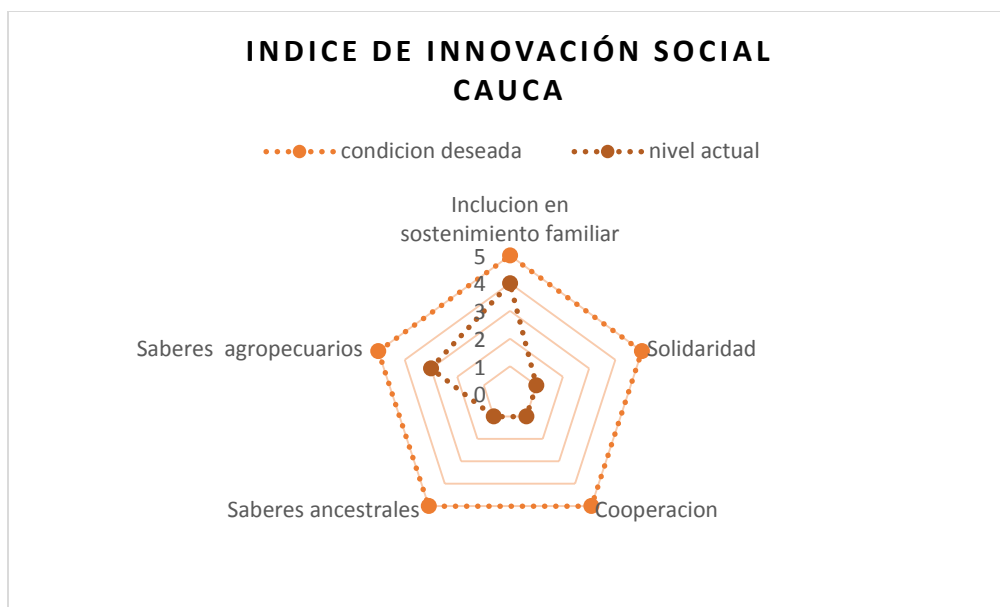 INDICE DE INNOVACIÓN SOCIAL
CAUCA
condicion deseada
nivel actual
Inclucion en
sostenimiento familiar
5
4
3
2
1
0
Saberes agropecuarios
Solidaridad
Saberes ancestrales
Cooperacion